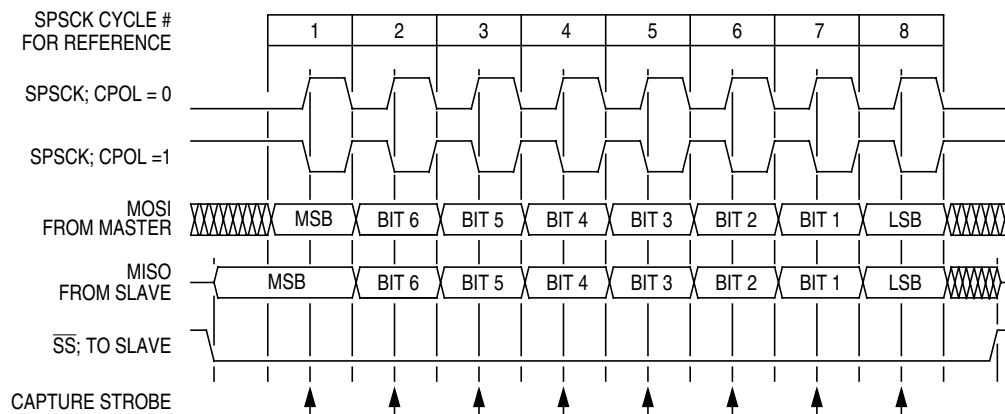 SPSCK CYCLE #
FOR REFERENCE
1 2 3 4 5 6 7 8
SPSCK; CPOL = 0
SPSCK; CPOL =1
MOSI
FROM MASTER
MSB BIT 6 BIT 5 BIT 4 BIT 3 BIT 2 BIT 1 LSB
MISO
FROM SLAVE
MSB BIT 6 BIT 5 BIT 4 BIT 3 BIT 2 BIT 1 LSB
SS; TO SLAVE
CAPTURE STROBE